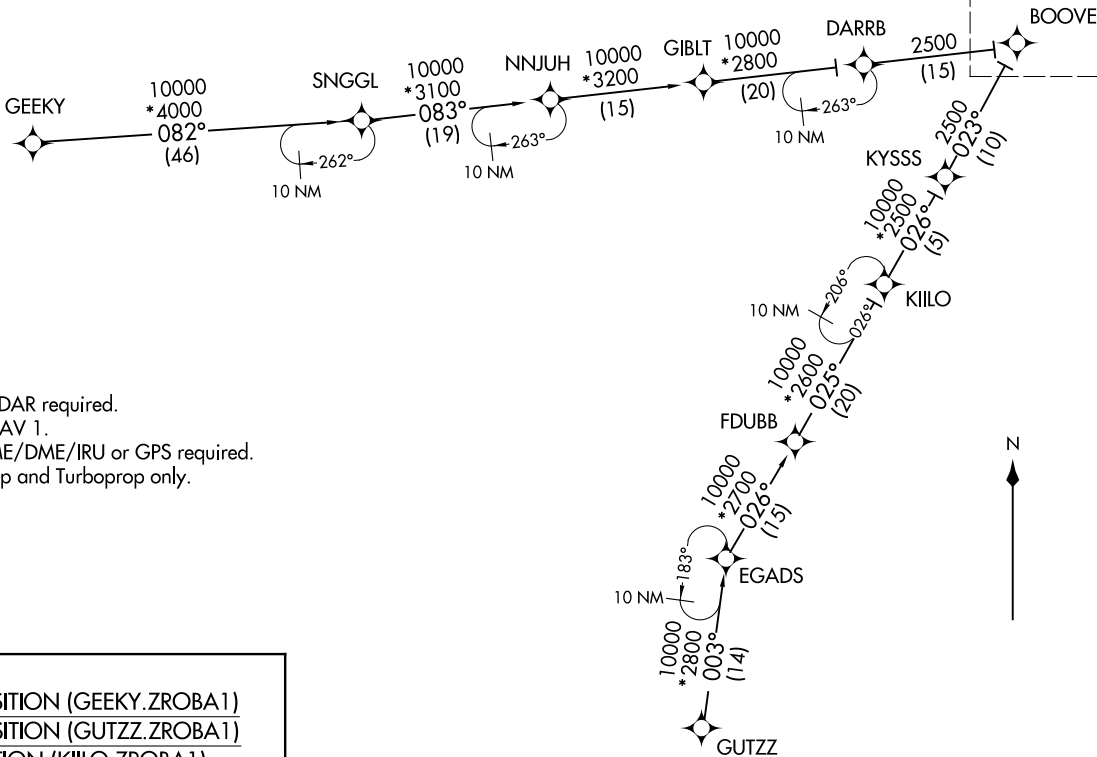 BOOVE
DARRB
2500
(15)
GIBLT
10000
*2800
(20)
263°
10 NM
NNJUH
10000
*3200
(15)
263°
10 NM
SNGGL
10000
*3100
083°
(19)
262°
10 NM
GEEKY
10000
*4000
082°
(46)
2500
023°
(10)
KYSSS
10000
*2500
026°
(5)
KIILO
206°
026°
10 NM
10000
*2600
025°
(20)
FDUBB
10000
*2700
026°
(15)
EGADS
183°
10 NM
10000
*2800
003°
(14)
GUTZZ
N
DAR required.
AV 1.
ME/DME/IRU or GPS required.
p and Turboprop only.
SITION (GEEKY.ZROBA1)
SITION (GUTZZ.ZROBA1)
TION (KIILO.ZROBA1)